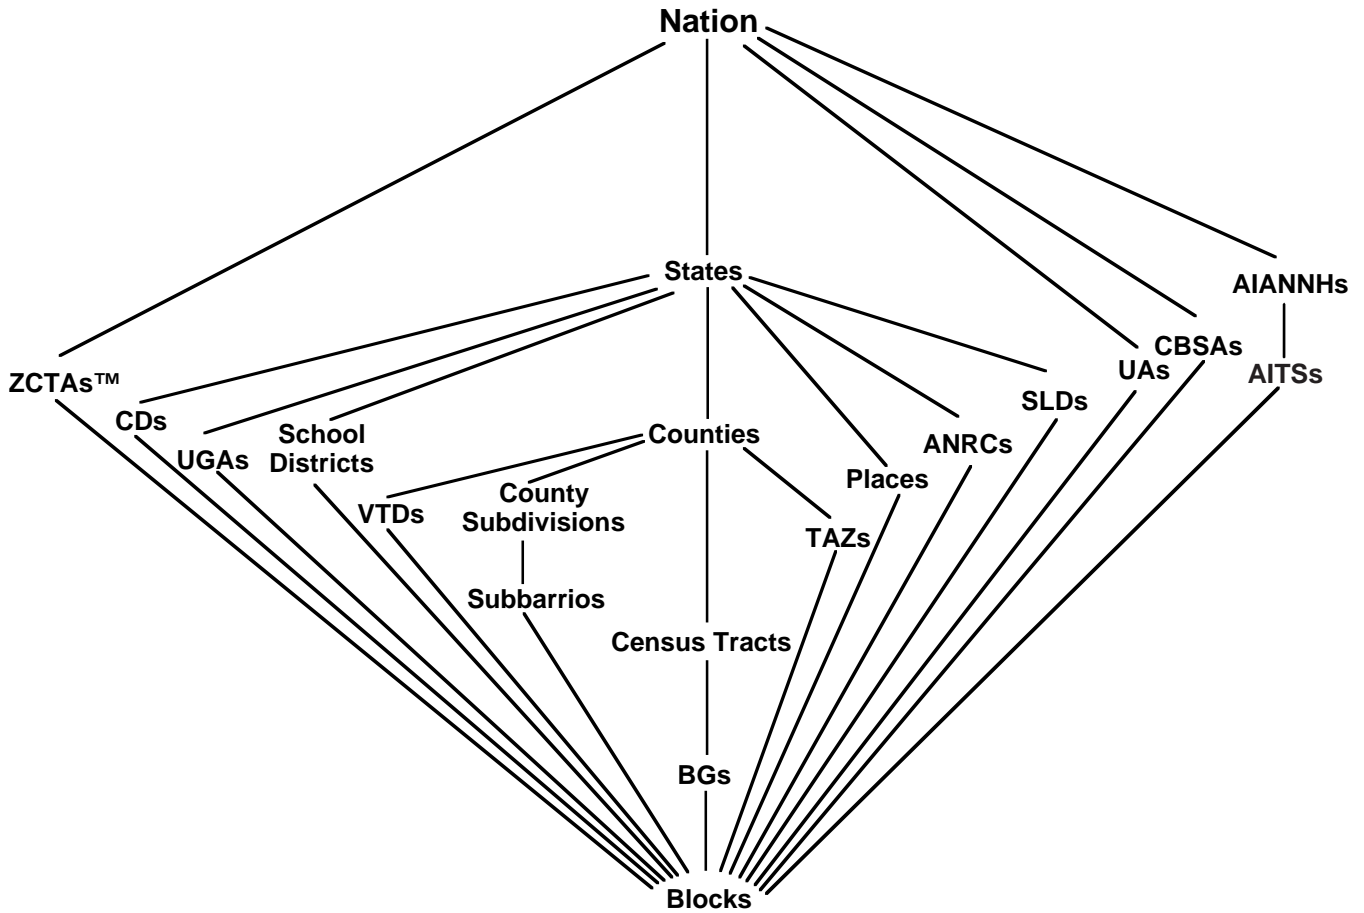 Nation
States
AIANNHs
CBSAs
UAs
AITSs
ZCTAs™
SLDs
CDs
School
Districts
Counties
ANRCs
UGAs
Places
County
Subdivisions
VTDs
TAZs
Subbarrios
Census Tracts
BGs
Blocks